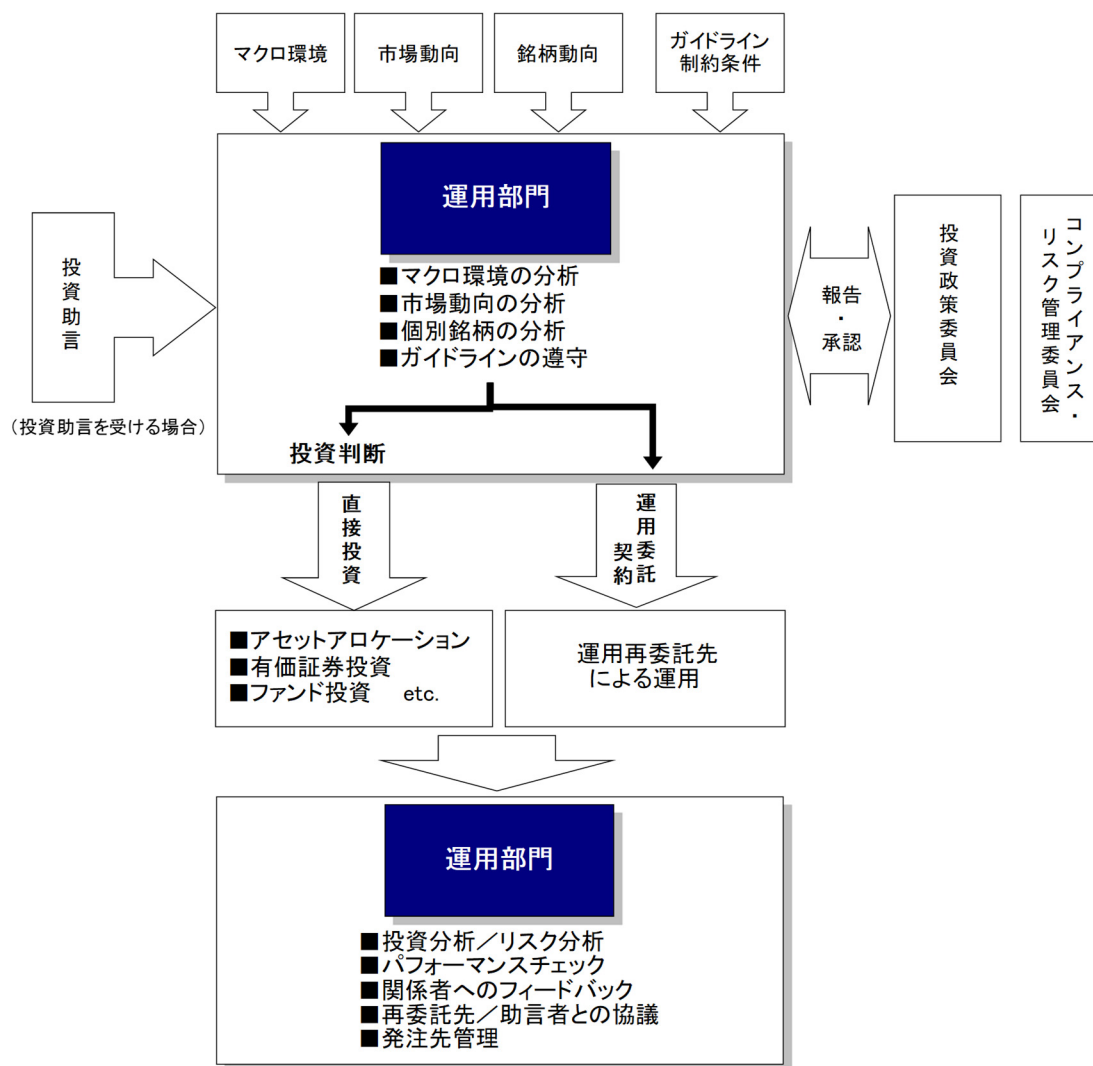 マクロ環境
市場動向
銘柄動向
ガイドライン
制約条件
運用部門
■マクロ環境の分析
■市場動向の分析
■個別銘柄の分析
■ガイドラインの遵守
投資助言
(投資助言を受ける場合)
報告
・
承認
投資政策委員会
コンプライアンス・
リスク管理委員会
投資判断
直接投資
運用委託
契約
■アセットアロケーション
■有価証券投資
■ファンド投資 etc.
運用再委託先
による運用
運用部門
■投資分析/リスク分析
■パフォーマンスチェック
■関係者へのフィードバック
■再委託先/助言者との協議
■発注先管理